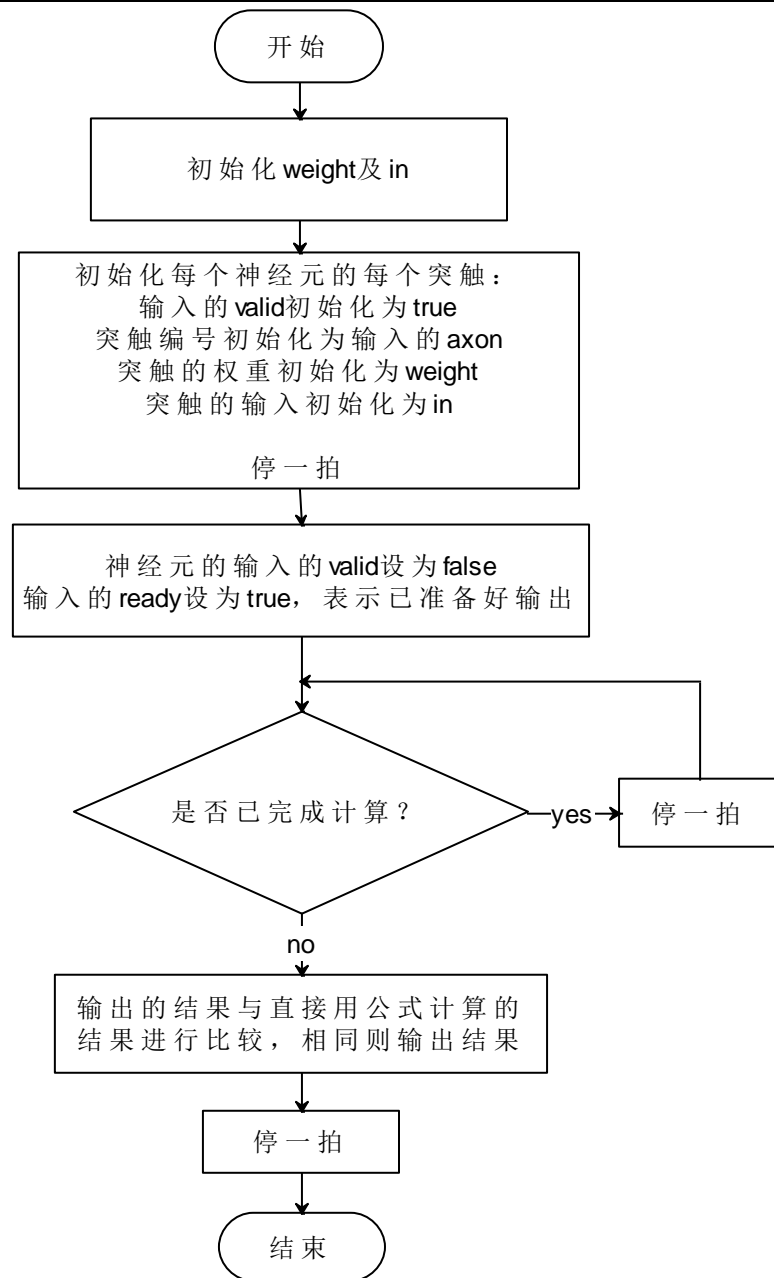 开始
初始化weight及in
初始化每个神经元的每个突触：
输入的valid初始化为true
突触编号初始化为输入的axon
突触的权重初始化为weight
突触的输入初始化为in
停一拍
神经元的输入的valid设为false
输入的ready设为true，表示已准备好输出
是否已完成计算？
yes
停一拍
no
输出的结果与直接用公式计算的
结果进行比较，相同则输出结果
停一拍
结束